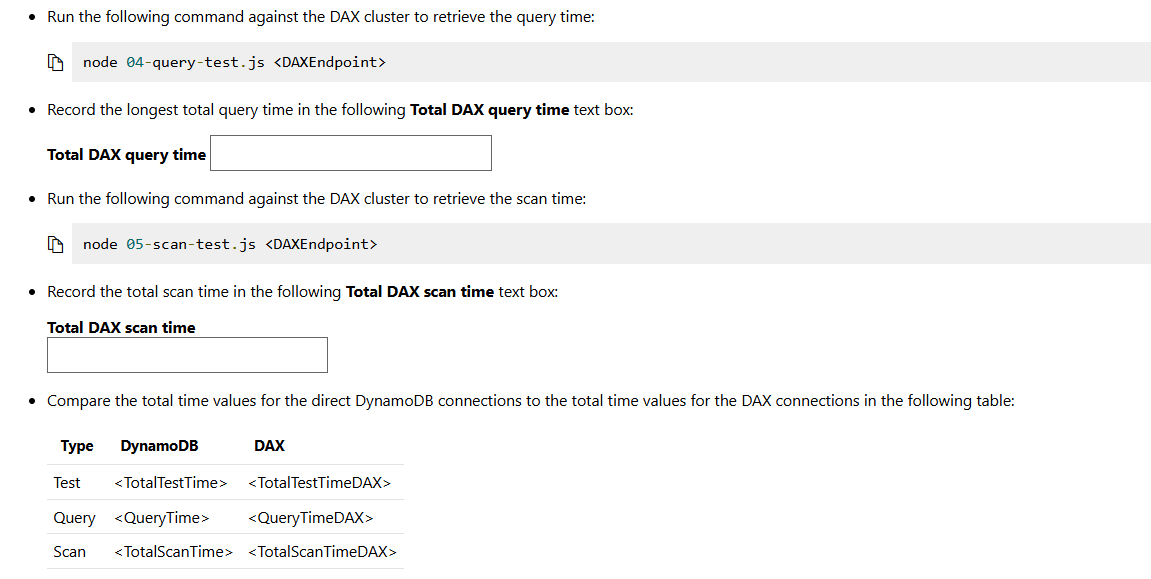 Run the following command against the DAX cluster to retrieve the query time:
node 04-query-test.js <DAXEndpoint>
Record the longest total query time in the following Total DAX query time text box:
Total DAX query time
Run the following command against the DAX cluster to retrieve the scan time:
node 05-scan-test.js <DAXEndpoint>
Record the total scan time in the following Total DAX scan time text box:
Total DAX scan time
Compare the total time values for the direct DynamoDB connections to the total time values for the DAX connections in the following table:
Type DynamoDB DAX
Test <TotalTestTime> <TotalTestTimeDAX>
Query <QueryTime> <QueryTimeDAX>
Scan <TotalScanTime> <TotalScanTimeDAX>